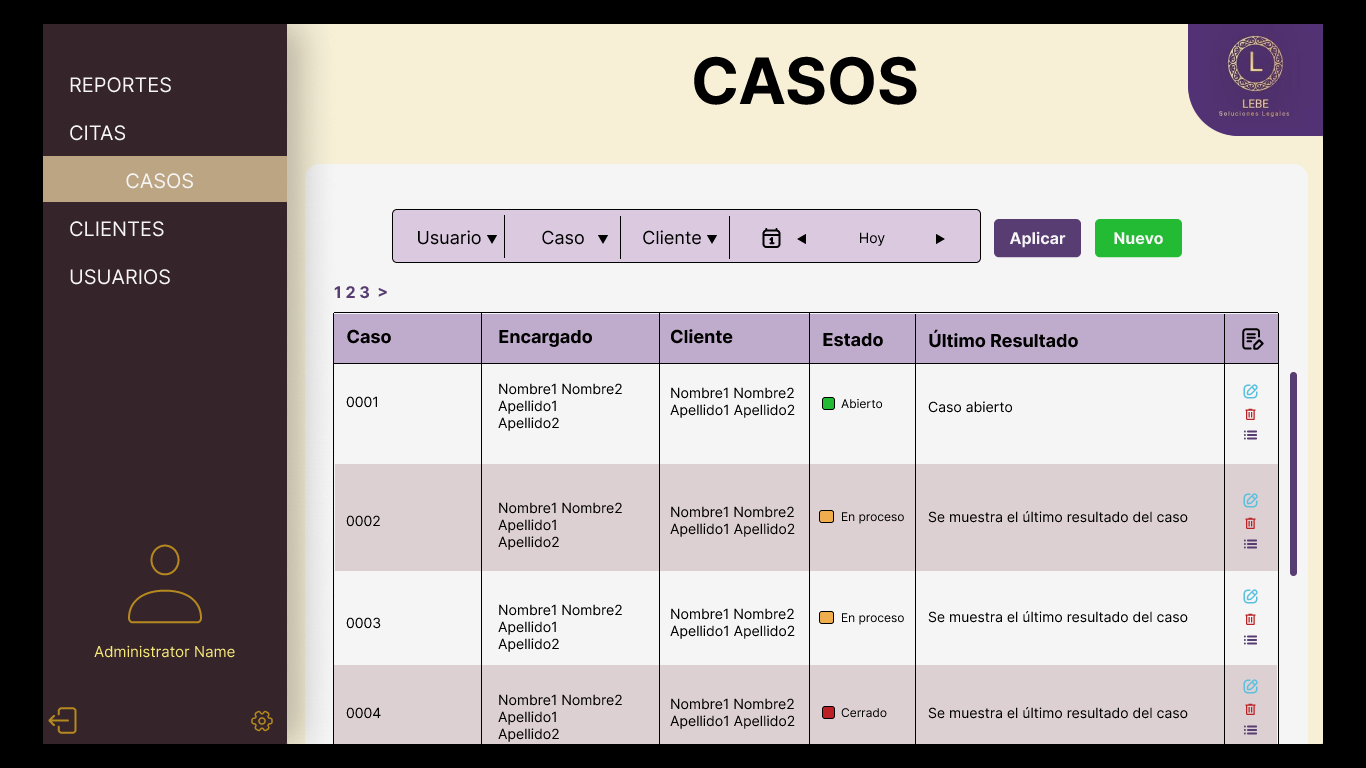 REPORTES
CITAS
CASOS
CLIENTES
USUARIOS
Administrator Name
CASOS
L
LEBE
Soluciones Legales
Usuario Caso Cliente 1 Hoy Aplicar Nuevo
1 2 3 >
Caso Encargado Cliente Estado Último Resultado
0001
Nombre1 Nombre2
Apellido1
Apellido2
Nombre1 Nombre2
Apellido1 Apellido2
Abierto
Caso abierto
0002
Nombre1 Nombre2
Apellido1
Apellido2
Nombre1 Nombre2
Apellido1 Apellido2
En proceso
Se muestra el último resultado del caso
0003
Nombre1 Nombre2
Apellido1
Apellido2
Nombre1 Nombre2
Apellido1 Apellido2
En proceso
Se muestra el último resultado del caso
0004
Nombre1 Nombre2
Apellido1
Apellido2
Nombre1 Nombre2
Apellido1 Apellido2
Cerrado
Se muestra el último resultado del caso